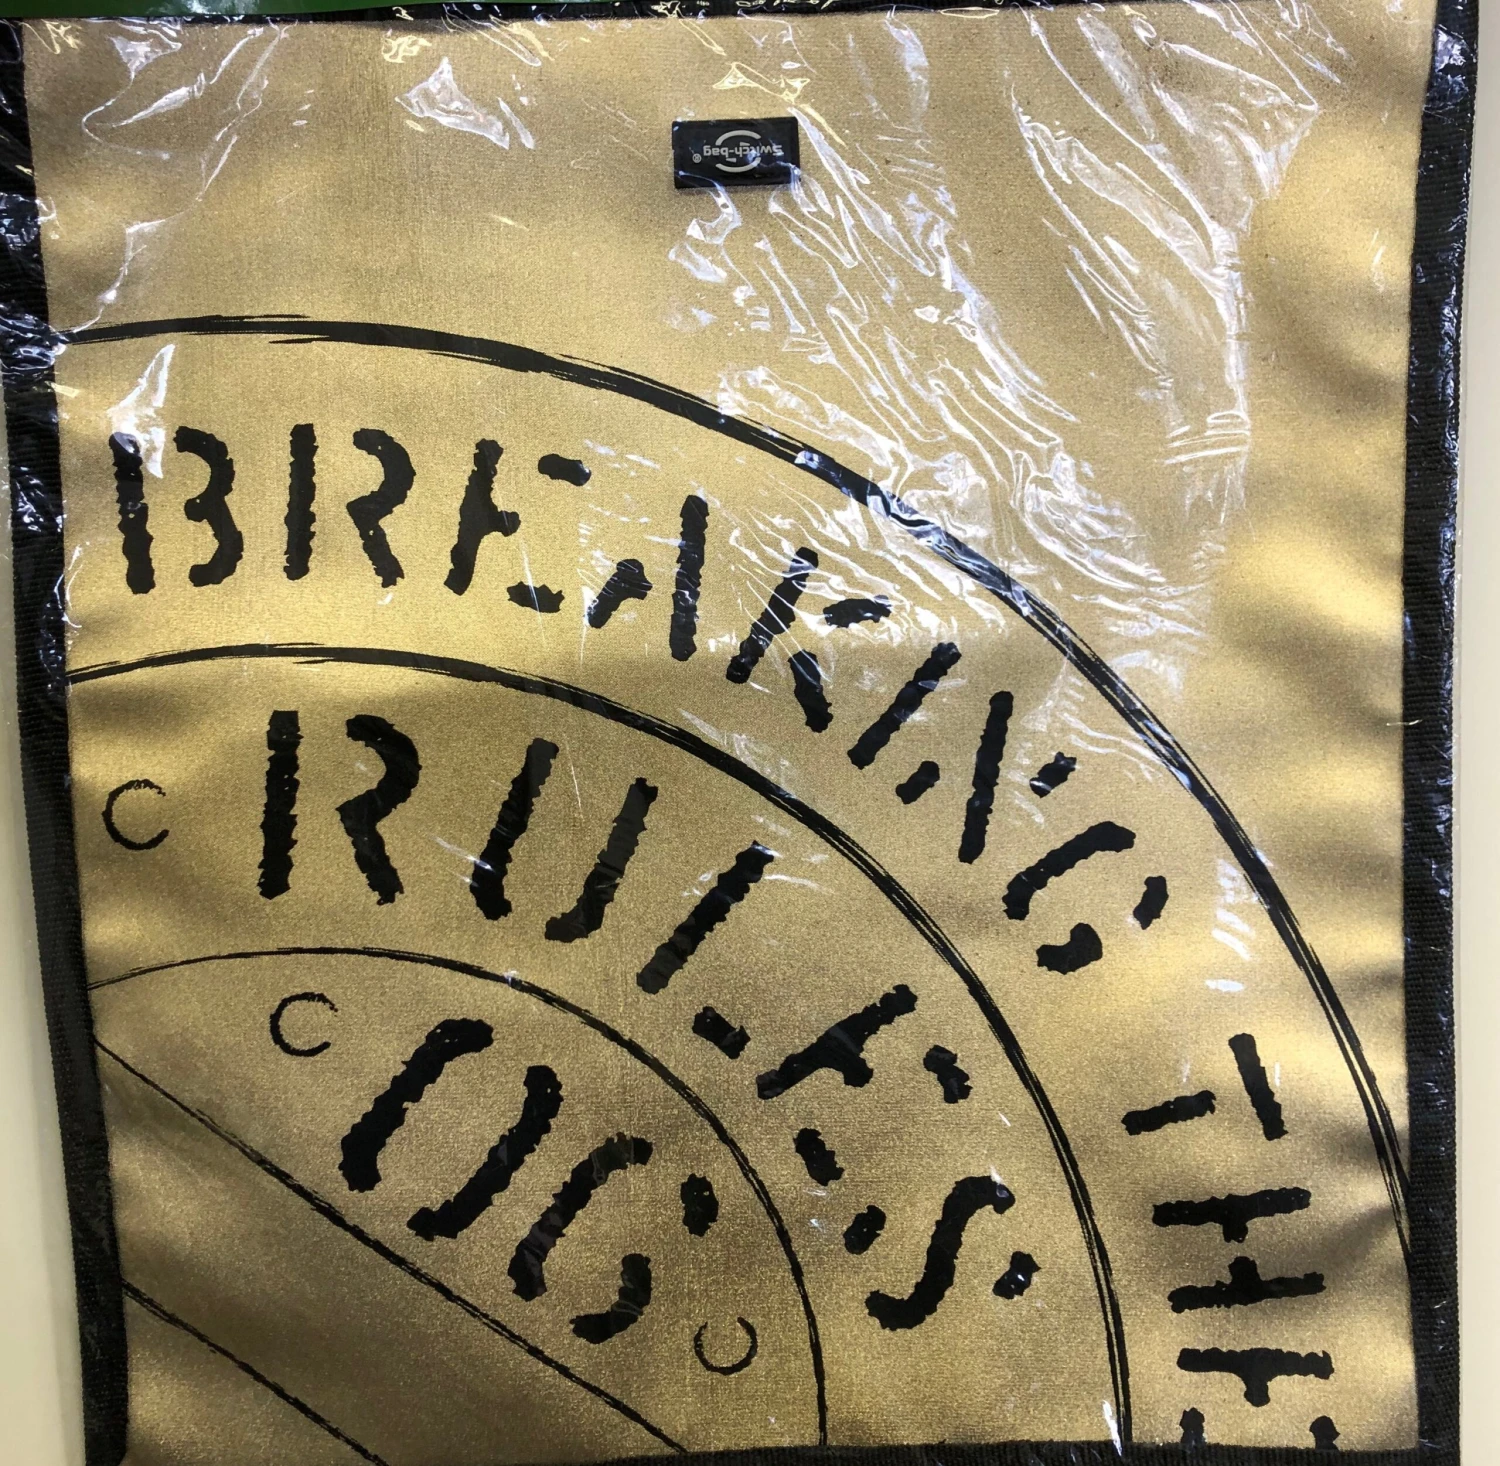 Switch-bag®
BREAKING THE
RULES
C
C OG C